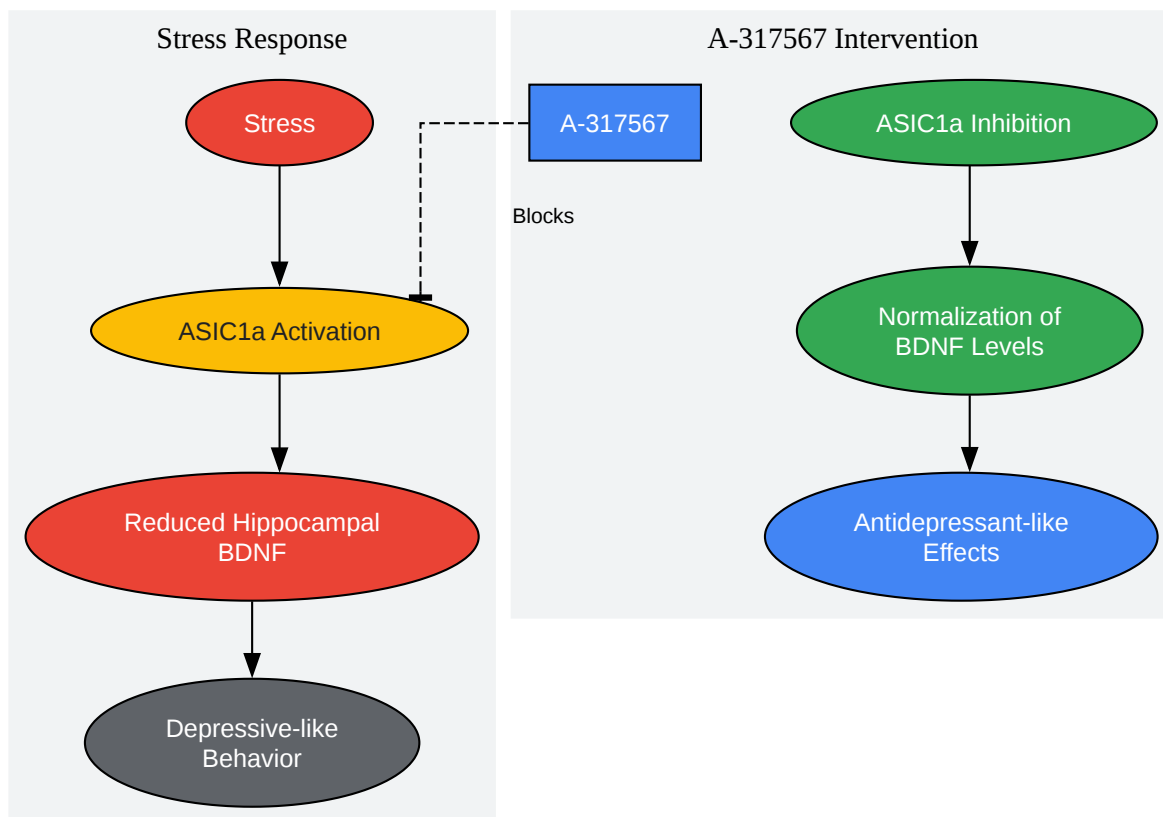 Stress Response
Stress
ASIC1a Activation
Reduced Hippocampal
BDNF
Depressive-like
Behavior
Blocks
A-317567 Intervention
A-317567
ASIC1a Inhibition
Normalization of
BDNF Levels
Antidepressant-like
Effects